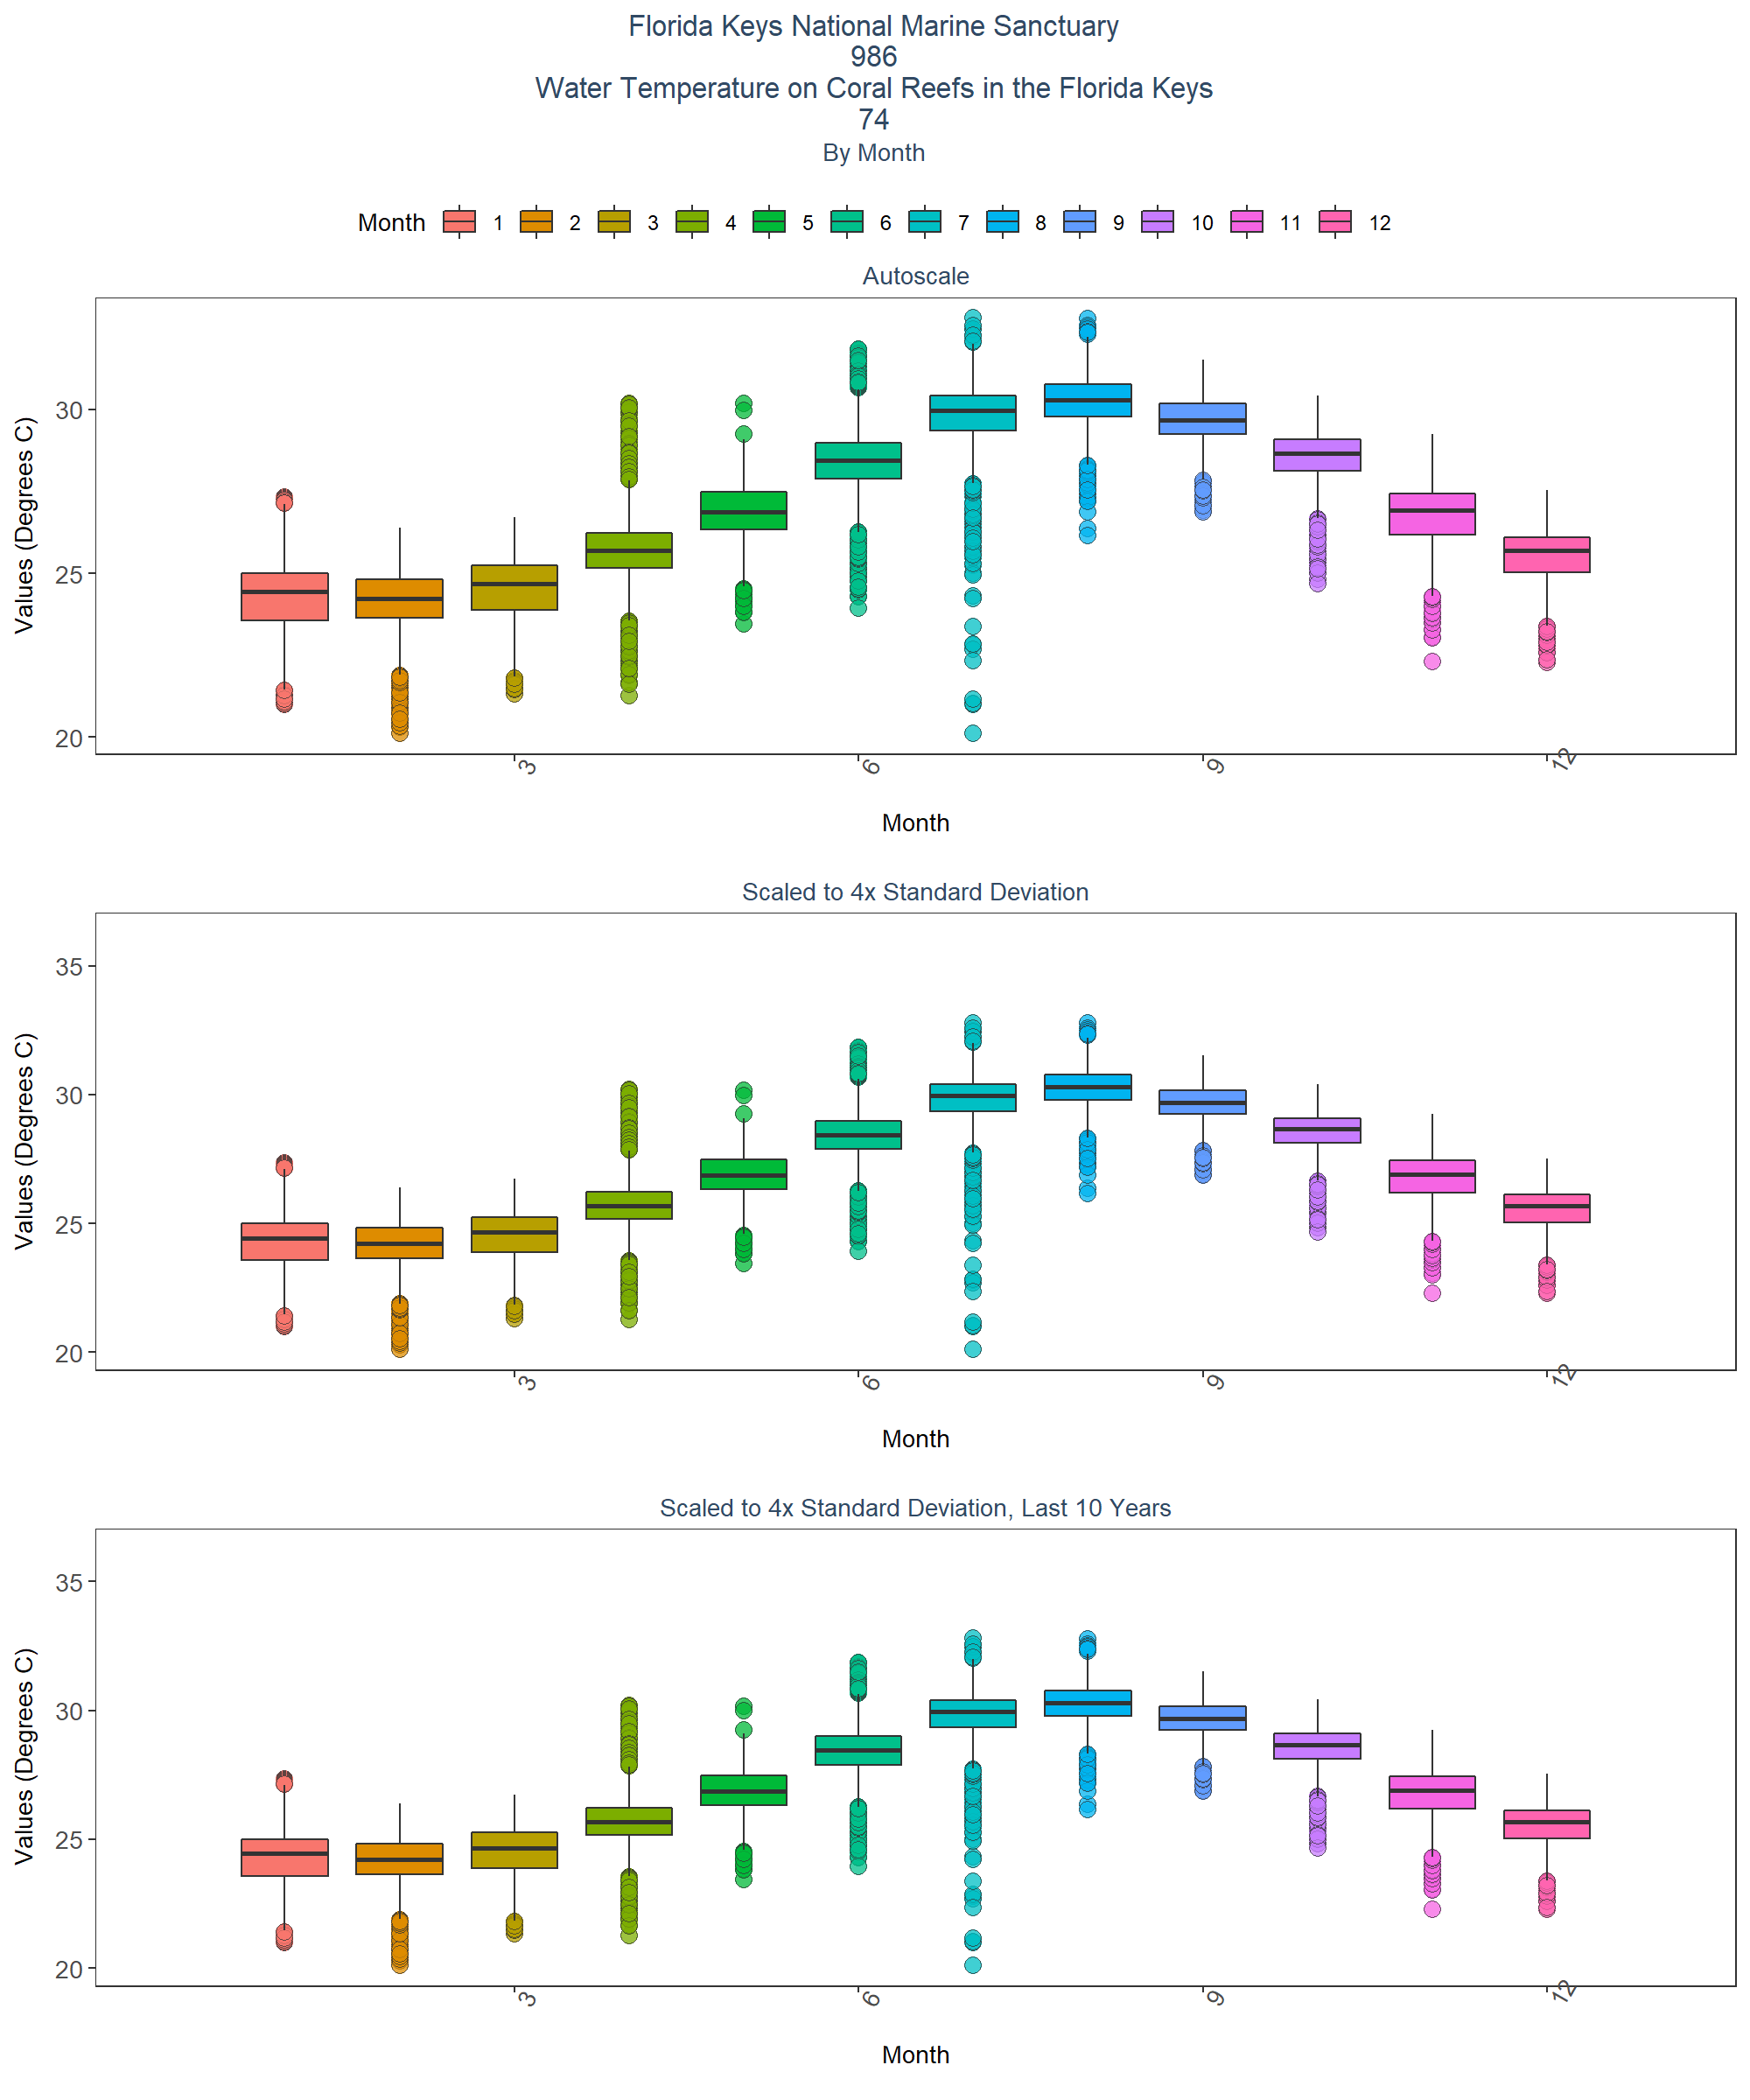 Florida Keys National Marine Sanctuary
986
Water Temperature on Coral Reefs in the Florida Keys
74
By Month
Month 1 2 3 4 5 6 7 8 9 10 11 12
Autoscale
Values (Degrees C)
30
25
20
3 6 9 12
Month
Scaled to 4x Standard Deviation
Values (Degrees C)
35
30
25
20
3 6 9 12
Month
Scaled to 4x Standard Deviation, Last 10 Years
Values (Degrees C)
35
30
25
20
3 6 9 12
Month